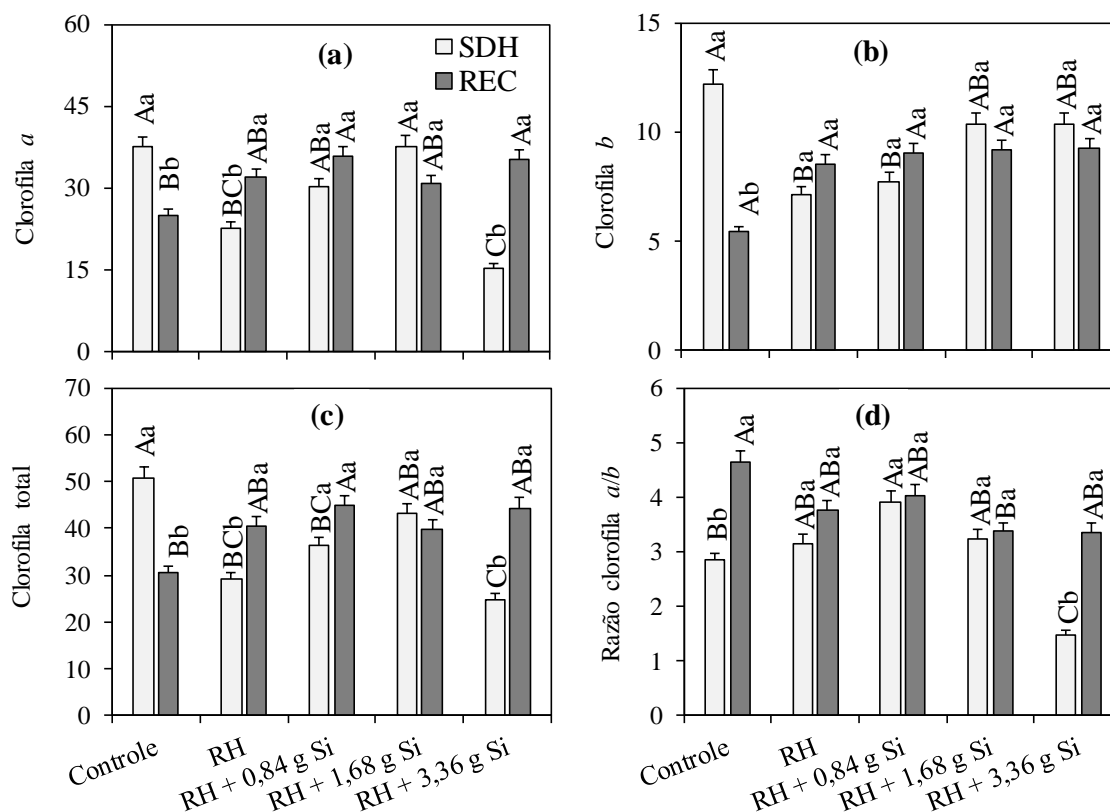 (a)
SDH
REC
Clorofila a
60
45
30
15
0
Aa
Bb
BCb
ABa
ABa
Aa
Aa
ABa
Cb
Aa
(b)
Clorofila b
15
10
5
0
Aa
Ab
Ba
Aa
Ba
Aa
ABa
Aa
ABa
Aa
(c)
Clorofila total
70
60
50
40
30
20
10
0
Aa
Bb
BCb
ABa
BCa
Aa
ABa
ABa
Cb
ABa
Controle
RH
RH + 0,84 g Si
RH + 1,68 g Si
RH + 3,36 g Si
(d)
Razão clorofila a/b
6
5
4
3
2
1
0
Bb
Aa
ABa
ABa
Aa
ABa
ABa
Ba
Cb
ABa
Controle
RH
RH + 0,84 g Si
RH + 1,68 g Si
RH + 3,36 g Si